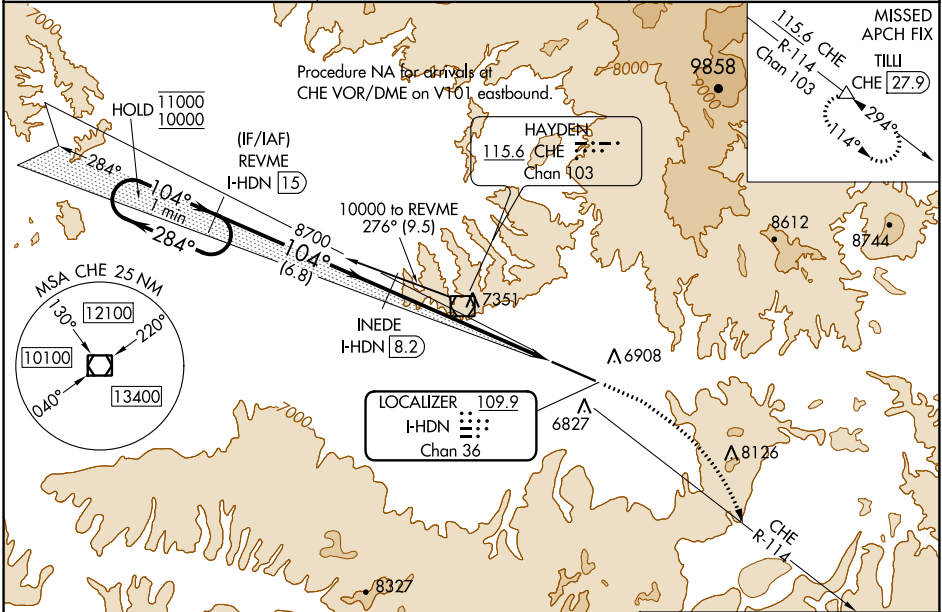 7000
Procedure NA for arrivals at
CHE VOR/DME on V101 eastbound.
8000
9000
9858
115.6 CHE
R-114
Chan 103
MISSED
APCH FIX
TILLI
CHE 27.9
294°
114°
HOLD 11000
10000
(IF/IAF)
REVME
I-HDN 15
284°
104°
1 min
284°
HAYDEN
115.6 CHE
Chan 103
10000 to REVME
276° (9.5)
8700
104°
(6.8)
8612
8744
7351
MSA CHE 25 NM
130°
12100
220°
10100
040°
13400
INEDE
I-HDN 8.2
6908
LOCALIZER 109.9
I-HDN
Chan 36
6827
7000
8126
CHE
R-114
8327